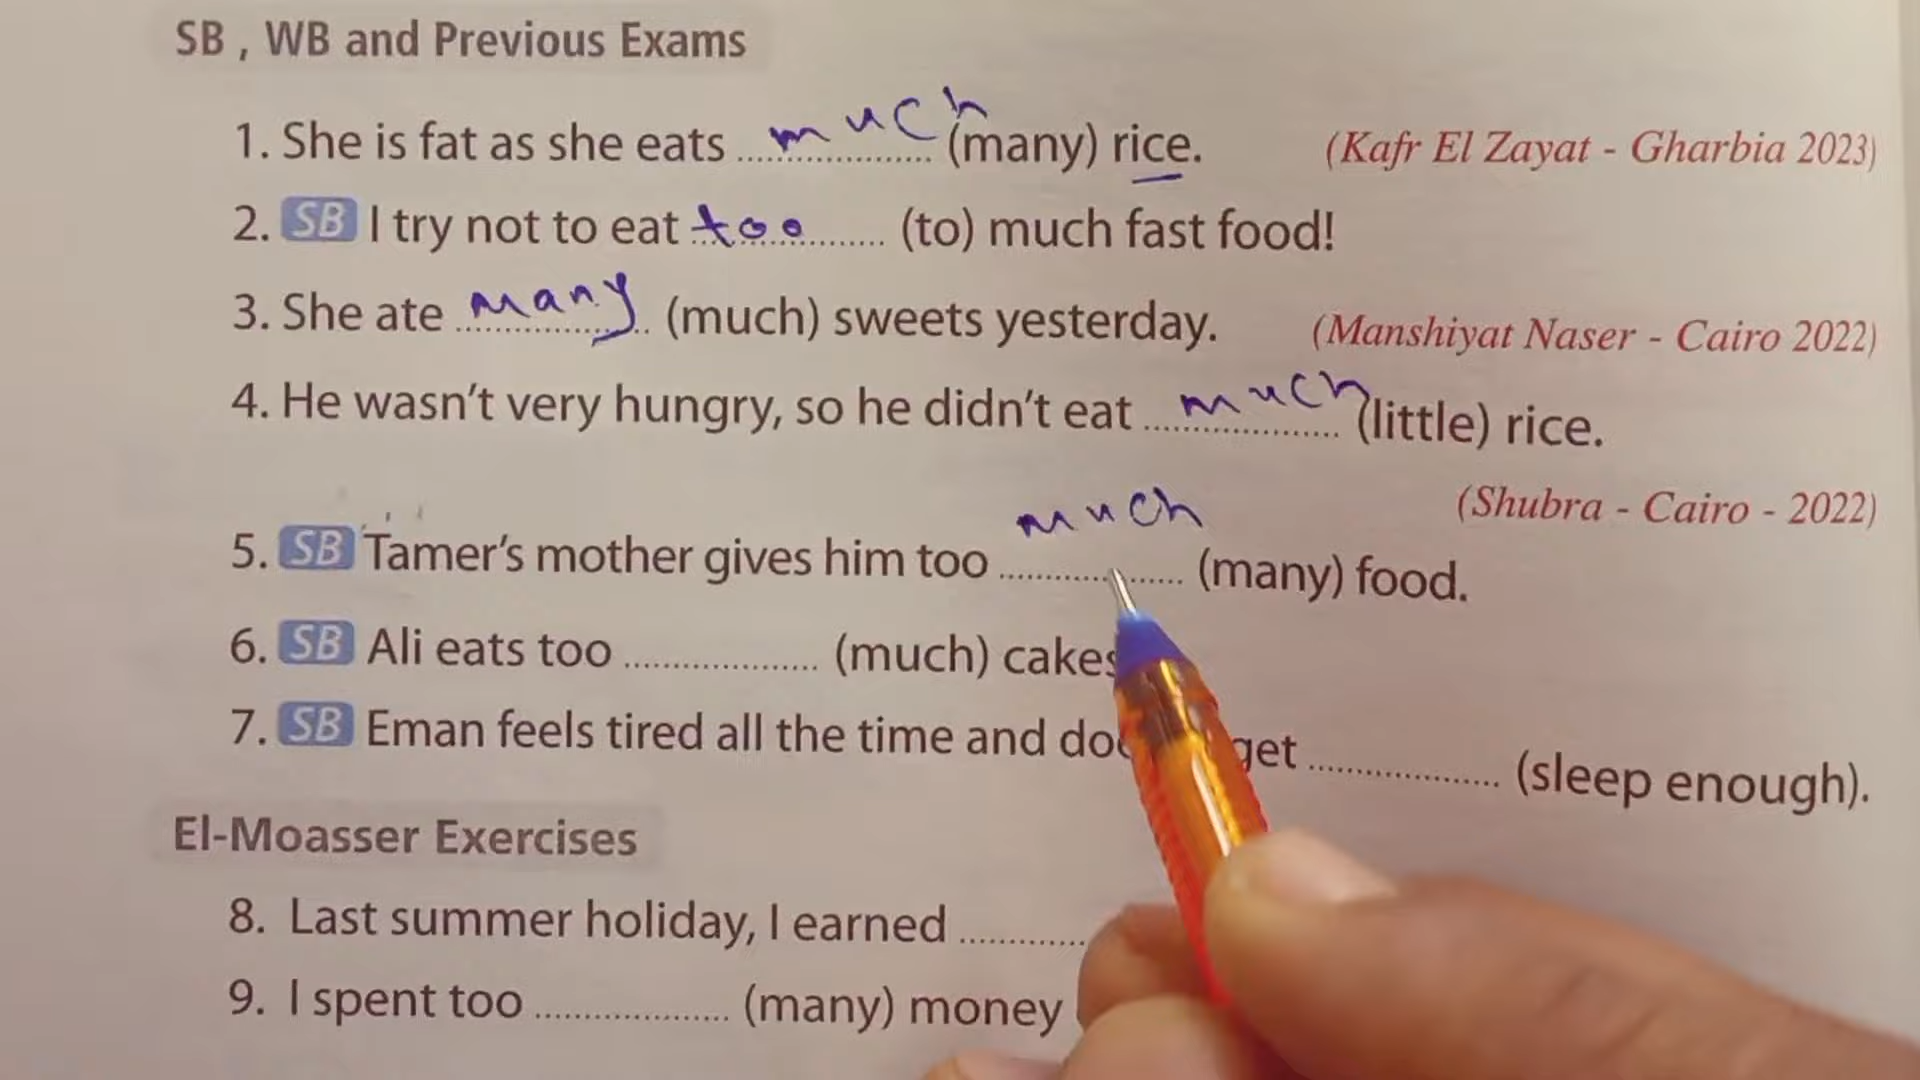 SB , WB and Previous Exams
1. She is fat as she eats much (many) rice. (Kafr El Zayat - Gharbia 2023)
2. SB I try not to eat too (to) much fast food!
3. She ate many (much) sweets yesterday. (Manshiyat Naser - Cairo 2022)
4. He wasn't very hungry, so he didn't eat much (little) rice.
(Shubra - Cairo - 2022)
5. SB Tamer's mother gives him too much (many) food.
6. SB Ali eats too .................... (much) cakes
7. SB Eman feels tired all the time and get .................... (sleep enough).
El-Moasser Exercises
8. Last summer holiday, I earned .............
9. I spent too .................... (many) money